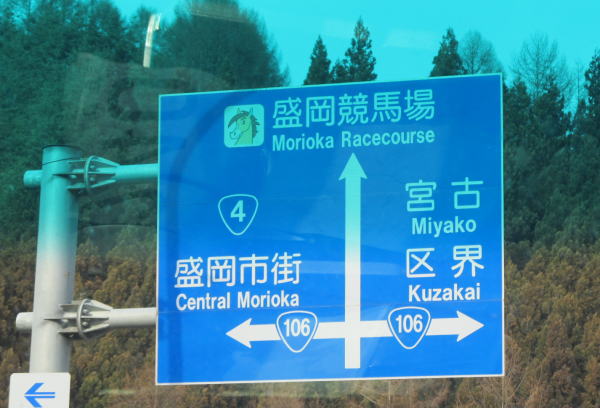 盛岡競馬場
Morioka Racecourse
4
盛岡市街
Central Morioka
宮古
Miyako
区界
Kuzakai
106
106